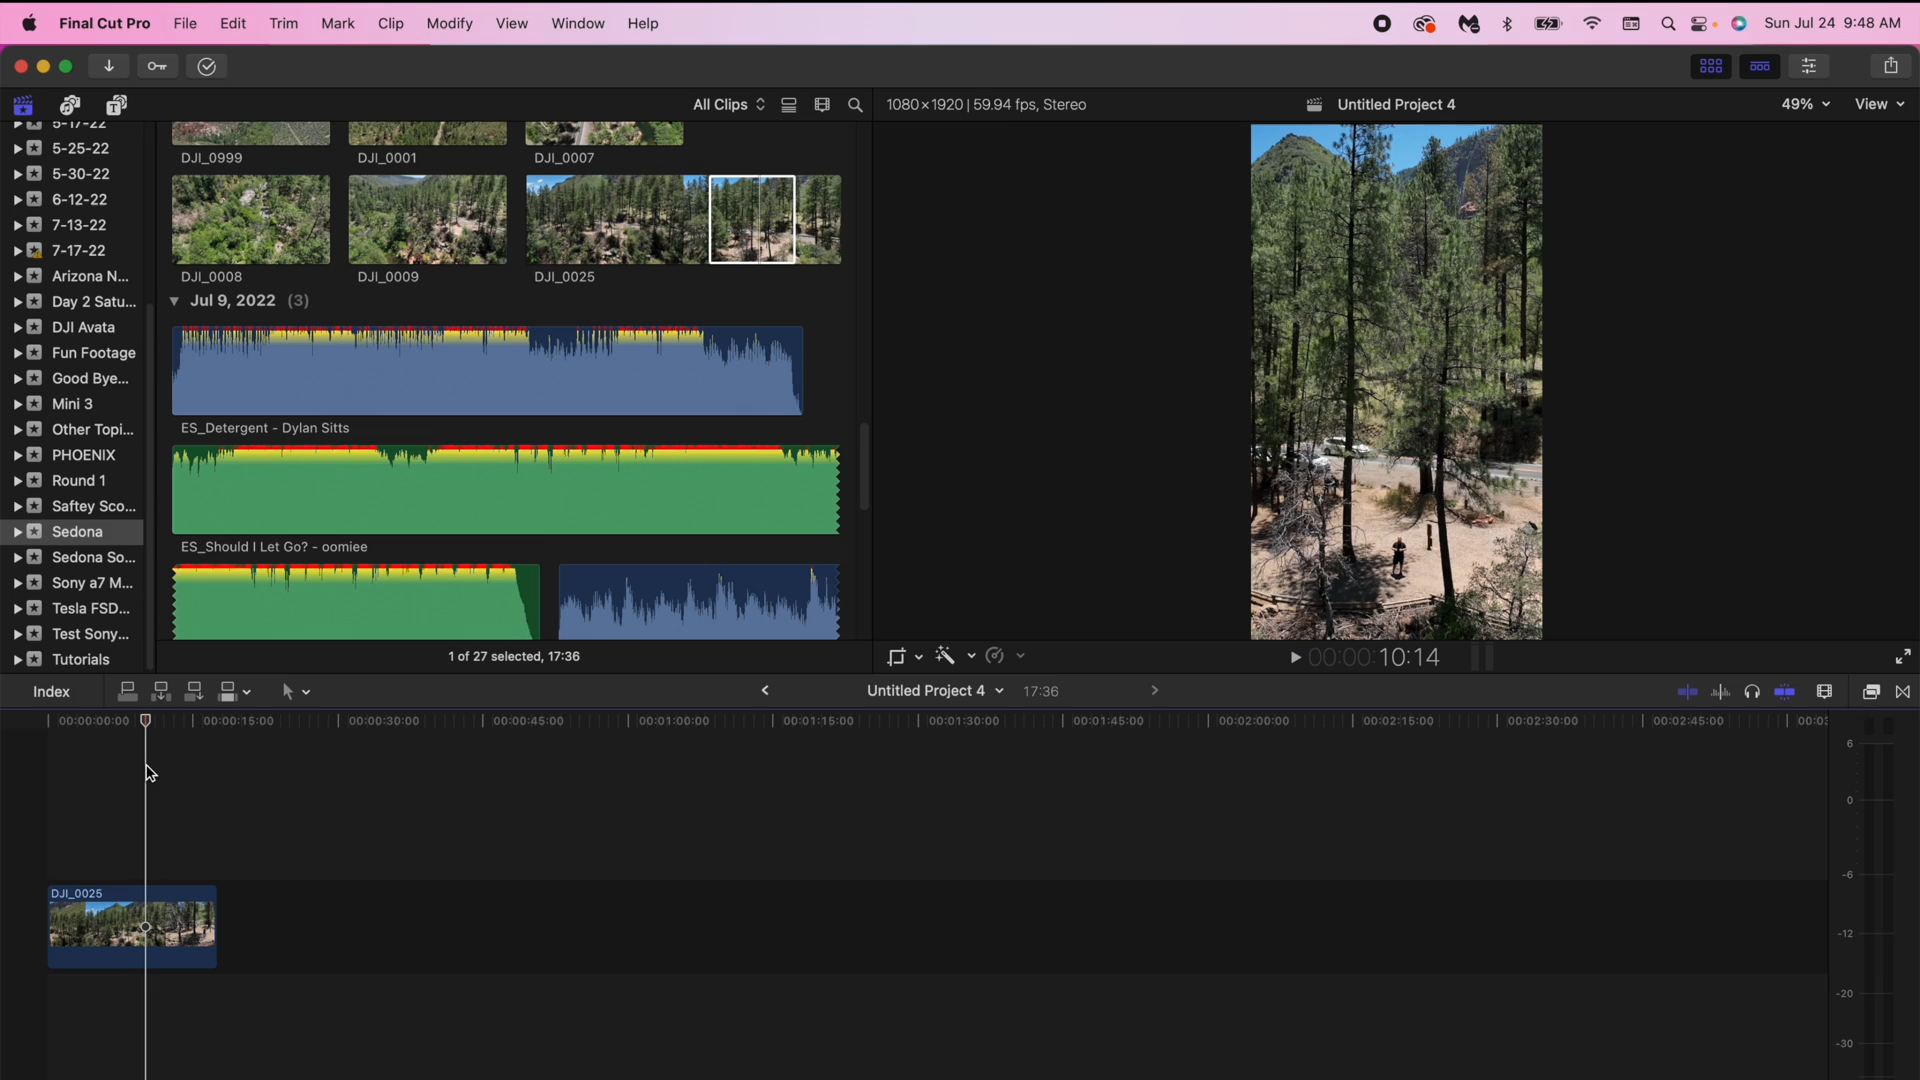 Final Cut Pro File Edit Trim Mark Clip Modify View Window Help Sun Jul 24 9:48 AM
All Clips 1080×1920 | 59.94 fps, Stereo Untitled Project 4 49% View
5-17-22
5-25-22
5-30-22
6-12-22
7-13-22
7-17-22
Arizona N...
Day 2 Satu...
DJI Avata
Fun Footage
Good Bye...
Mini 3
Other Topi...
PHOENIX
Round 1
Saftey Sco...
Sedona
Sedona So...
Sony a7 M...
Tesla FSD...
Test Sony...
Tutorials
DJI_0999 DJI_0001 DJI_0007
DJI_0008 DJI_0009 DJI_0025
Jul 9, 2022 (3)
ES_Detergent - Dylan Sitts
ES_Should I Let Go? - oomiee
1 of 27 selected, 17:36
00:00:00:10:14
Index Untitled Project 4 17:36
00:00:00:00 00:00:15:00 00:00:30:00 00:00:45:00 00:01:00:00 00:01:15:00 00:01:30:00 00:01:45:00 00:02:00:00 00:02:15:00 00:02:30:00 00:02:45:00
DJI_0025
6
0
-6
-12
-20
-30